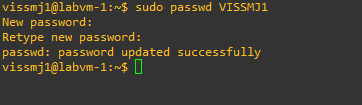 vissmj1@labvm-1:~$ sudo passwd VISSMJ1
New password:
Retype new password:
passwd: password updated successfully
vissmj1@labvm-1:~$